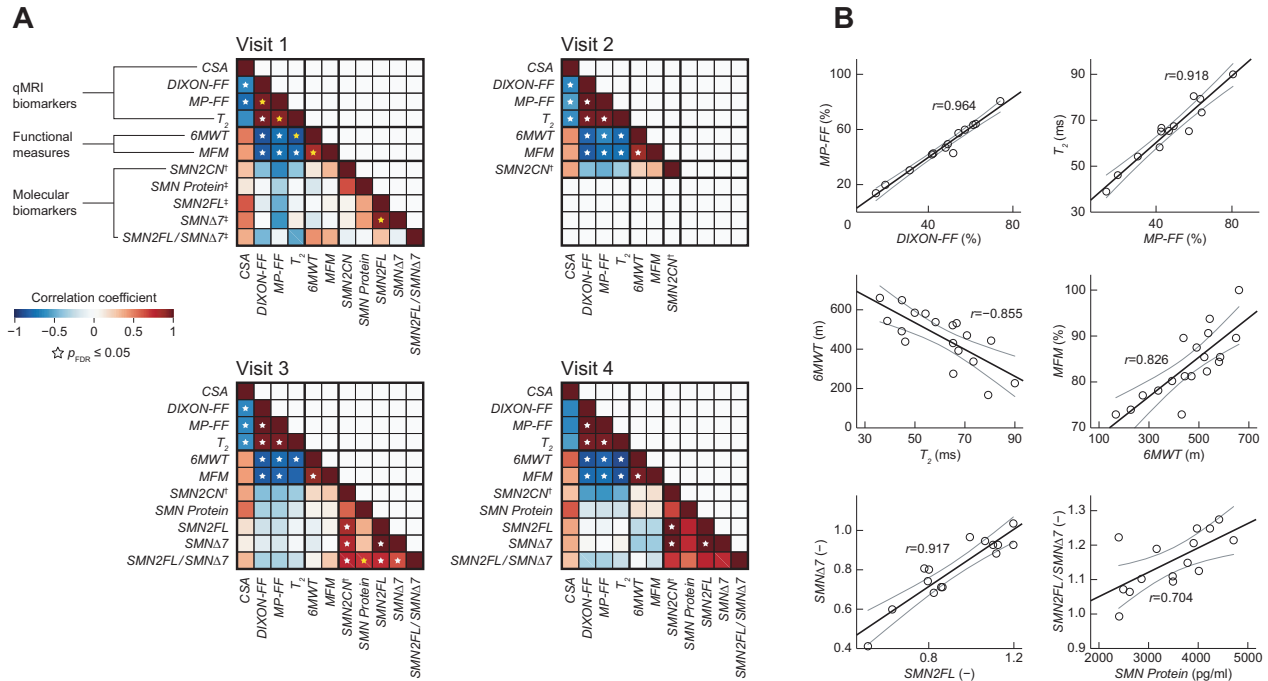 A
Visit 1
qMRI
biomarkers
Functional
measures
Molecular
biomarkers
CSA
DIXON-FF
MP-FF
T2
6MWT
MFM
SMN2CN†
SMN Protein‡
SMN2FL‡
SMNΔ7‡
SMN2FL/SMNΔ7‡
CSA
DIXON-FF
MP-FF
T2
6MWT
MFM
SMN2CN
SMN Protein
SMN2FL
SMNΔ7
SMN2FL/SMNΔ7
Visit 2
CSA
DIXON-FF
MP-FF
T2
6MWT
MFM
SMN2CN†
CSA
DIXON-FF
MP-FF
T2
6MWT
MFM
SMN2CN†
Correlation coefficient
−1 −0.5 0 0.5 1
☆ pFDR ≤ 0.05
Visit 3
CSA
DIXON-FF
MP-FF
T2
6MWT
MFM
SMN2CN†
SMN Protein
SMN2FL
SMNΔ7
SMN2FL/SMNΔ7
CSA
DIXON-FF
MP-FF
T2
6MWT
MFM
SMN2CN†
SMN Protein
SMN2FL
SMNΔ7
SMN2FL/SMNΔ7
Visit 4
CSA
DIXON-FF
MP-FF
T2
6MWT
MFM
SMN2CN†
SMN Protein
SMN2FL
SMNΔ7
SMN2FL/SMNΔ7
CSA
DIXON-FF
MP-FF
T2
6MWT
MFM
SMN2CN†
SMN Protein
SMN2FL
SMNΔ7
SMN2FL/SMNΔ7
B
MP-FF (%)
100
60
20
r=0.964
0 40 80
DIXON-FF (%)
T2 (ms)
90
70
50
30
r=0.918
0 40 80
MP-FF (%)
6MWT (m)
600
400
200
0
r=−0.855
30 50 70 90
T2 (ms)
MFM (%)
100
90
80
70
r=0.826
100 300 500 700
6MWT (m)
SMNΔ7 (−)
1.0
0.8
0.6
0.4
r=0.917
0.8 1.2
SMN2FL (−)
SMN2FL/SMNΔ7 (−)
1.3
1.2
1.1
1.0
0.9
r=0.704
2000 3000 4000 5000
SMN Protein (pg/ml)